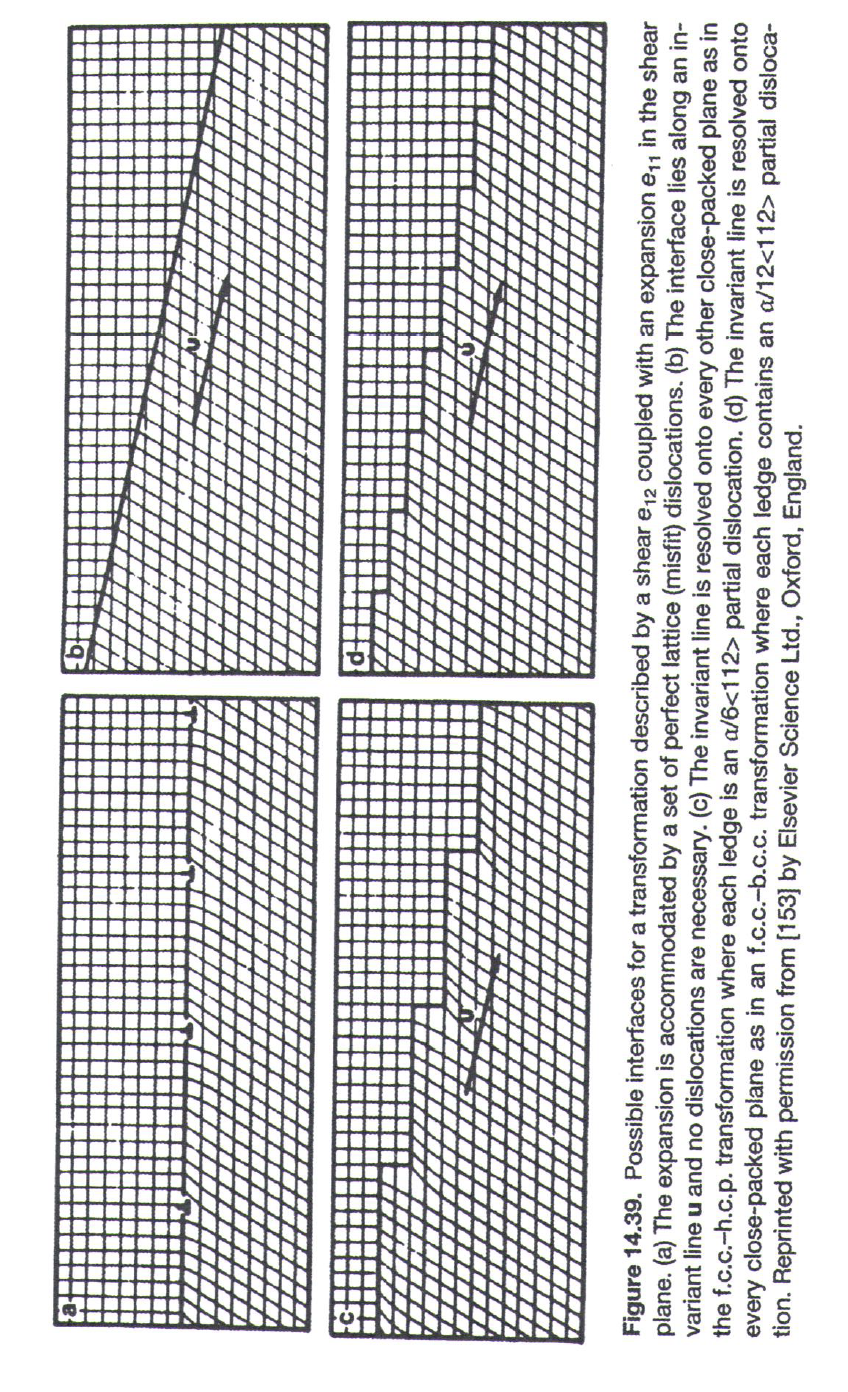 a
b
u
c
u
d
u
Figure 14.39. Possible interfaces for a transformation described by a shear e12 coupled with an expansion e11 in the shear
plane. (a) The expansion is accommodated by a set of perfect lattice (misfit) dislocations. (b) The interface lies along an in-
variant line u and no dislocations are necessary. (c) The invariant line is resolved onto every other close-packed plane as in
the f.c.c.–h.c.p. transformation where each ledge is an a/6<112> partial dislocation. (d) The invariant line is resolved onto
every close-packed plane as in an f.c.c.–b.c.c. transformation where each ledge contains an a/12<112> partial disloca-
tion. Reprinted with permission from [153] by Elsevier Science Ltd., Oxford, England.